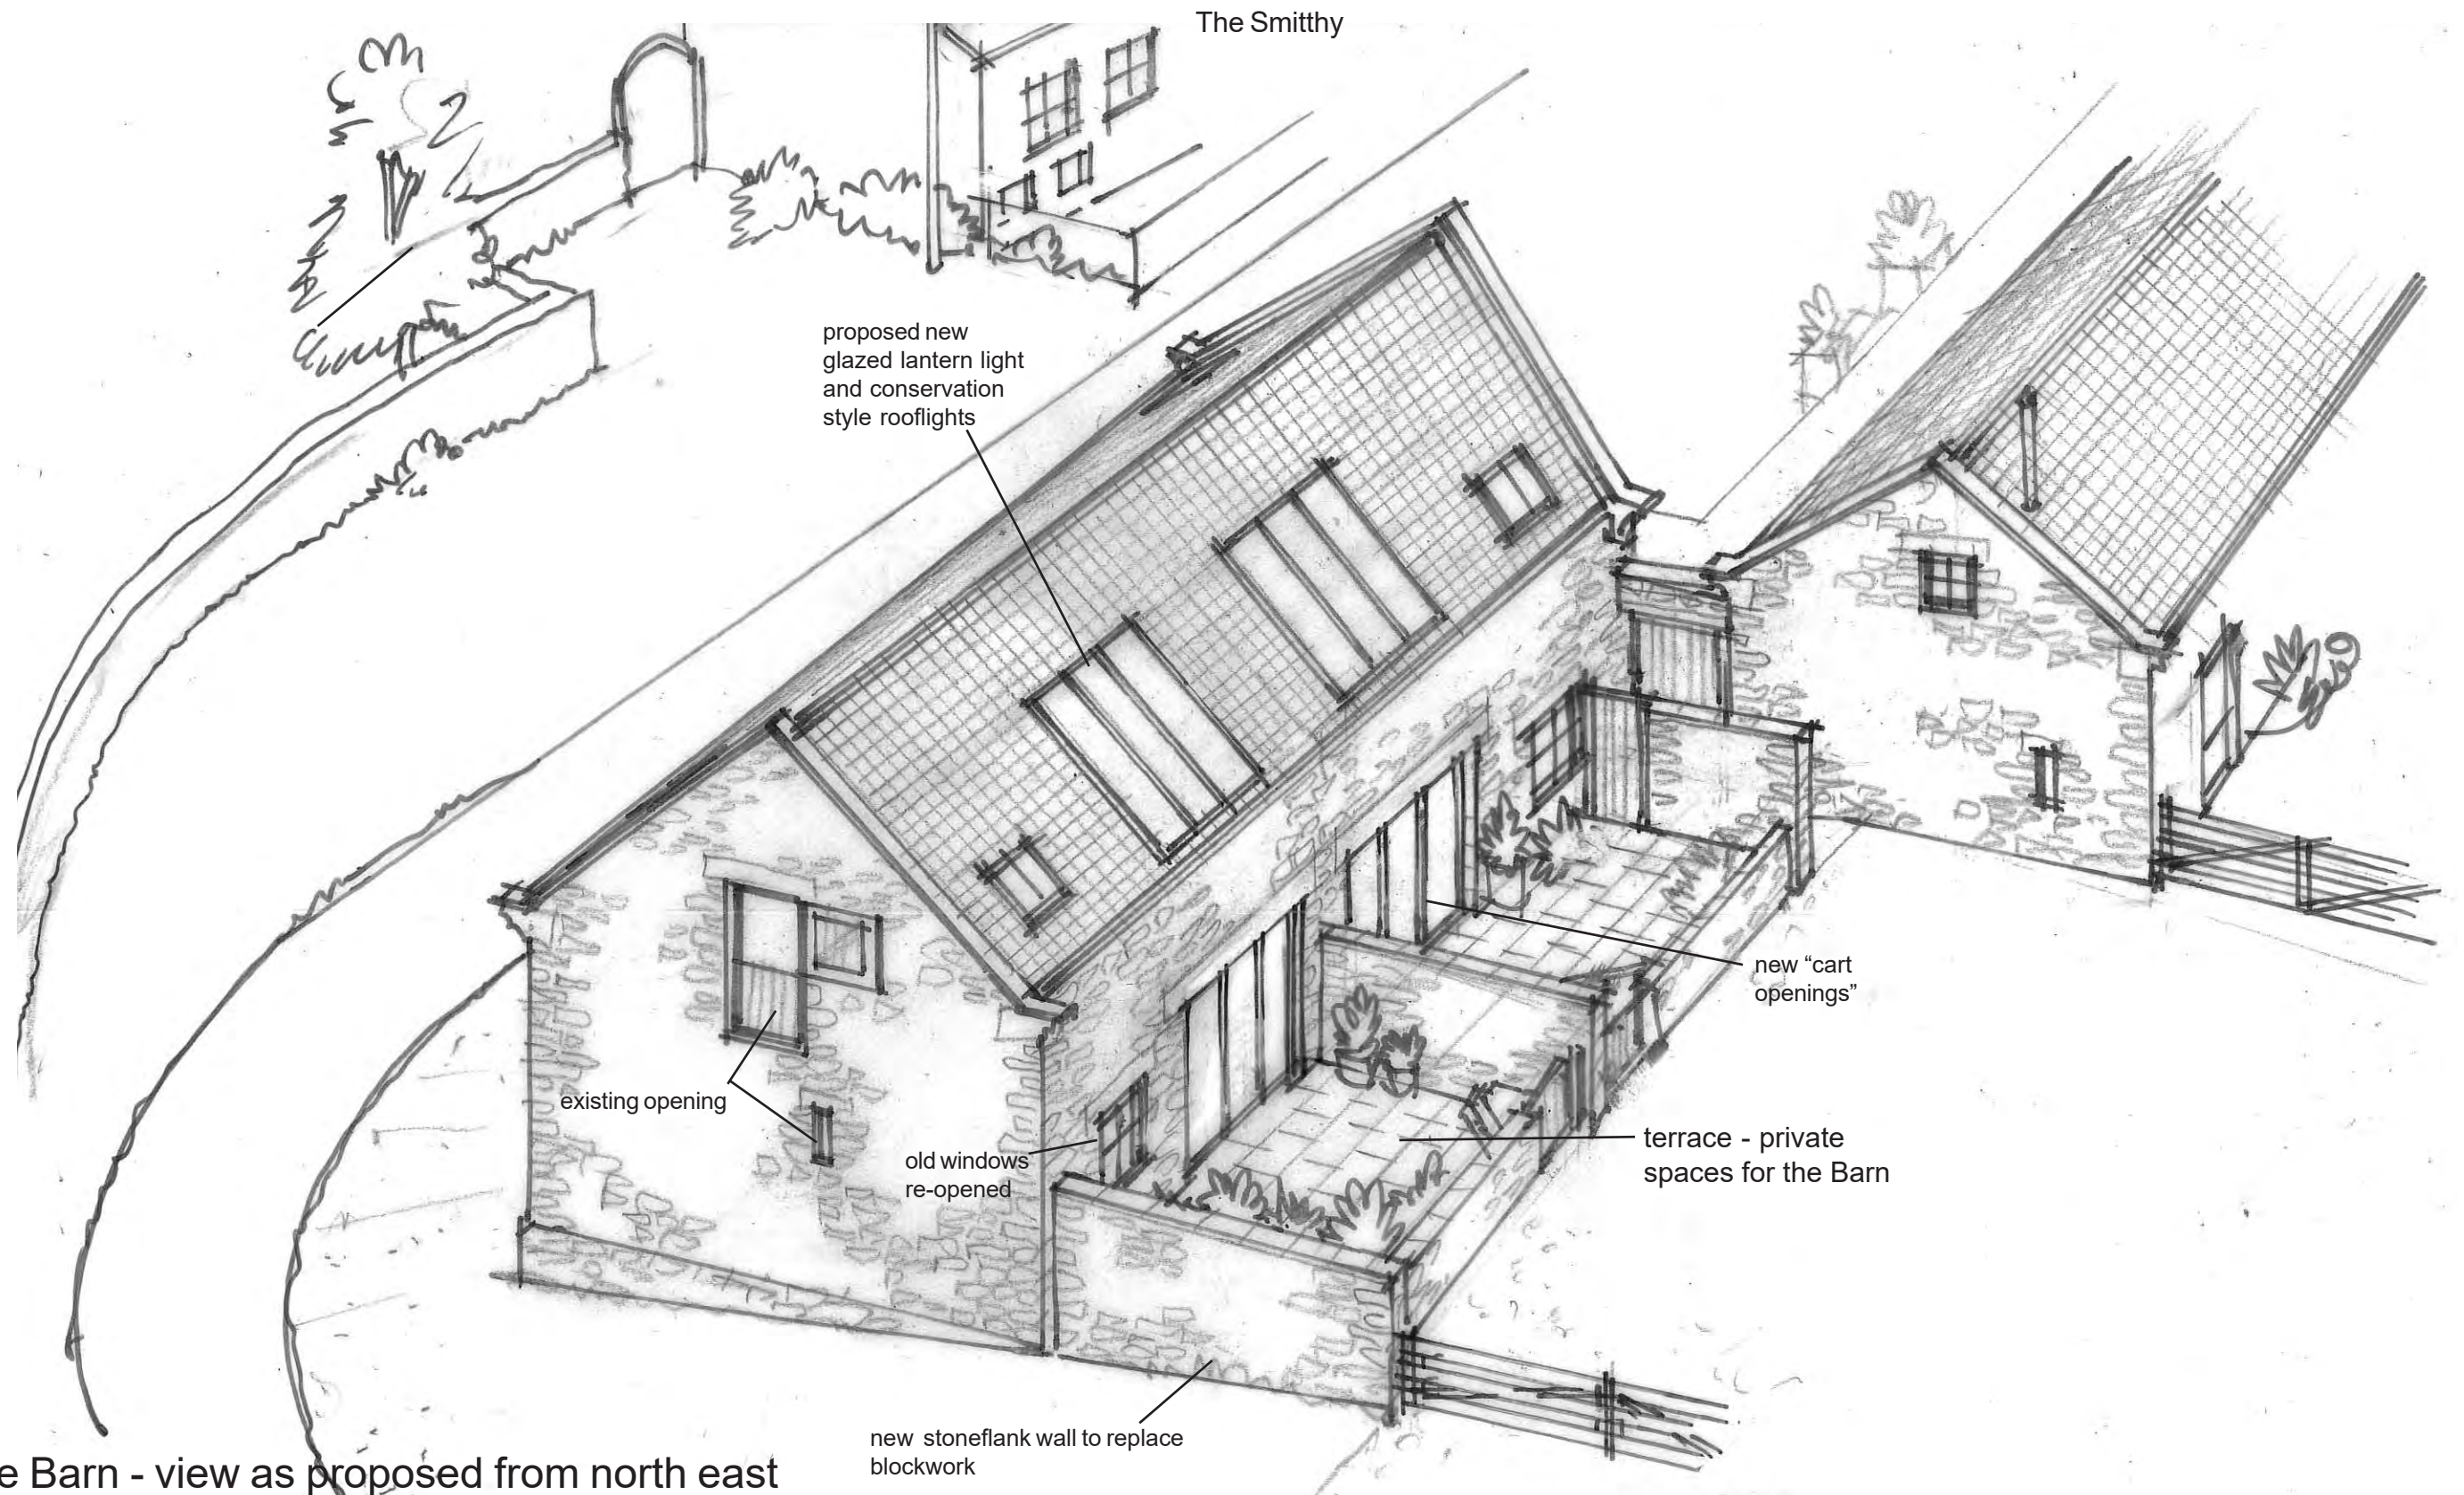 The Smitthy
proposed new
glazed lantern light
and conservation
style rooflights
new “cart
openings”
existing opening
old windows
re-opened
terrace - private
spaces for the Barn
new stoneflank wall to replace
blockwork
e Barn - view as proposed from north east